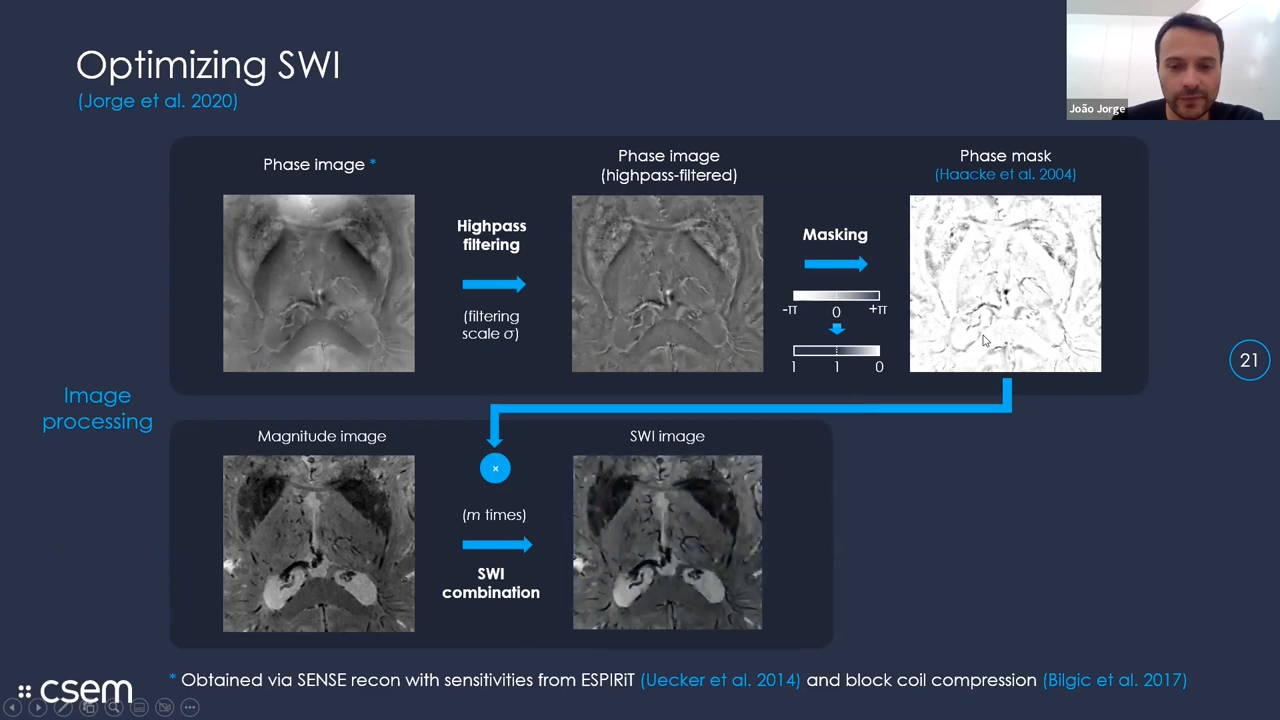 Optimizing SWI
(Jorge et al. 2020)
João Jorge
Phase image *
Highpass
filtering
(filtering
scale σ)
Phase image
(highpass-filtered)
Masking
-π 0 +π
1 1 0
Phase mask
(Haacke et al. 2004)
21
Image
processing
Magnitude image
×
(m times)
SWI
combination
SWI image
* Obtained via SENSE recon with sensitivities from ESPIRiT (Uecker et al. 2014) and block coil compression (Bilgic et al. 2017)
csem